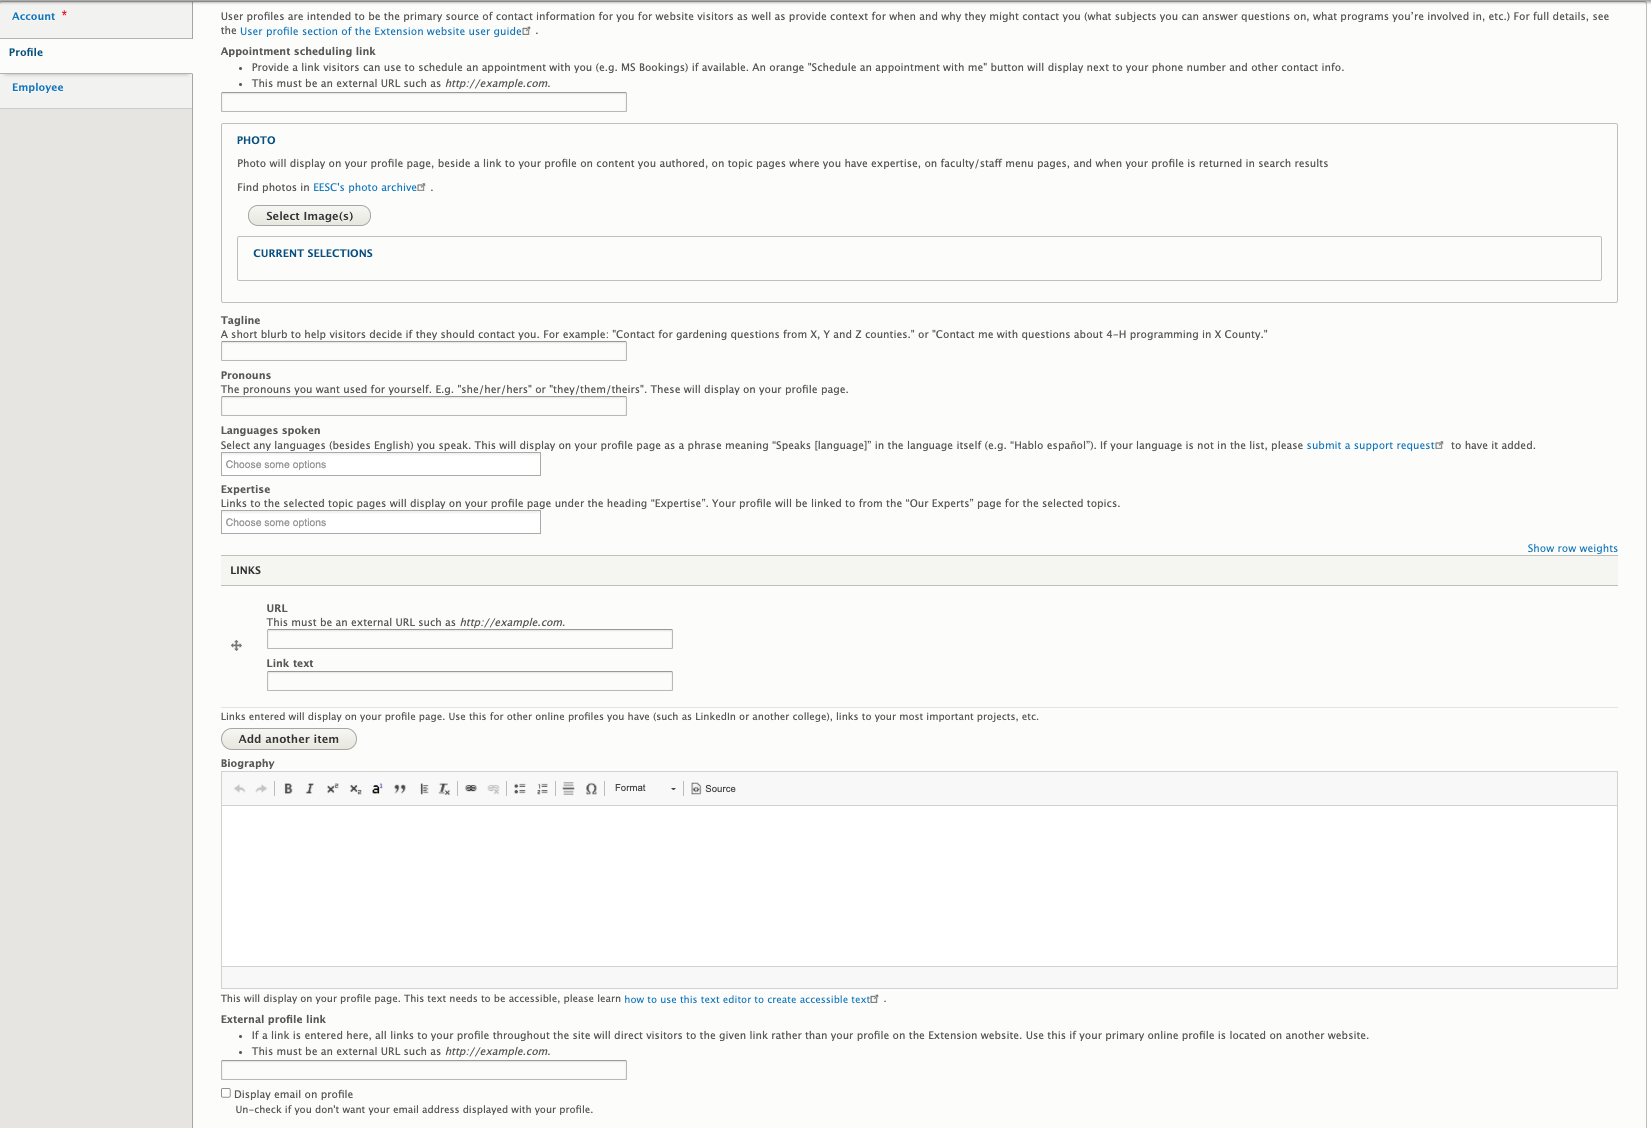 Account *
Profile
Employee
User profiles are intended to be the primary source of contact information for you for website visitors as well as provide context for when and why they might contact you (what subjects you can answer questions on, what programs you're involved in, etc.) For full details, see
the User profile section of the Extension website user guide .
Appointment scheduling link
• Provide a link visitors can use to schedule an appointment with you (e.g. MS Bookings) if available. An orange "Schedule an appointment with me" button will display next to your phone number and other contact info.
• This must be an external URL such as http://example.com.
PHOTO
Photo will display on your profile page, beside a link to your profile on content you authored, on topic pages where you have expertise, on faculty/staff menu pages, and when your profile is returned in search results
Find photos in EESC's photo archive .
Select Image(s)
CURRENT SELECTIONS
Tagline
A short blurb to help visitors decide if they should contact you. For example: "Contact for gardening questions from X, Y and Z counties." or "Contact me with questions about 4-H programming in X County."
Pronouns
The pronouns you want used for yourself. E.g. "she/her/hers" or "they/them/theirs". These will display on your profile page.
Languages spoken
Select any languages (besides English) you speak. This will display on your profile page as a phrase meaning “Speaks [language]” in the language itself (e.g. “Hablo español”). If your language is not in the list, please submit a support request to have it added.
Choose some options
Expertise
Links to the selected topic pages will display on your profile page under the heading “Expertise”. Your profile will be linked to from the “Our Experts” page for the selected topics.
Choose some options
Show row weights
LINKS
URL
This must be an external URL such as http://example.com.
Link text
Links entered will display on your profile page. Use this for other online profiles you have (such as LinkedIn or another college), links to your most important projects, etc.
Add another item
Biography
Format
Source
This will display on your profile page. This text needs to be accessible, please learn how to use this text editor to create accessible text .
External profile link
• If a link is entered here, all links to your profile throughout the site will direct visitors to the given link rather than your profile on the Extension website. Use this if your primary online profile is located on another website.
• This must be an external URL such as http://example.com.
Display email on profile
Un-check if you don't want your email address displayed with your profile.